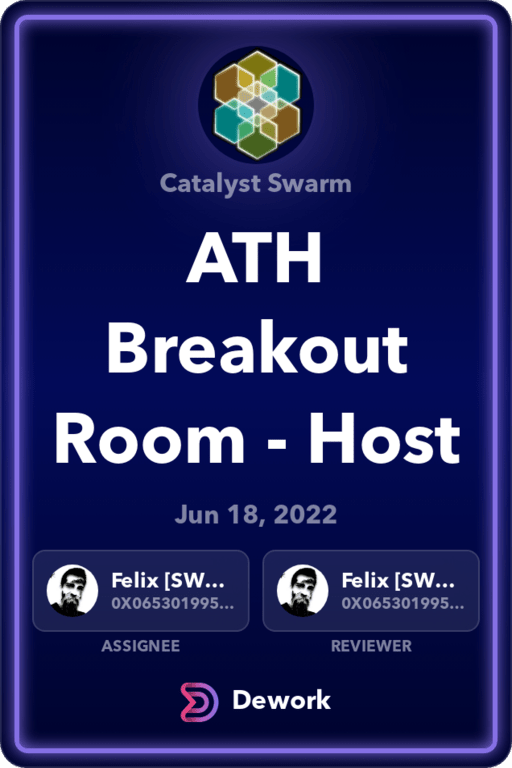 Catalyst Swarm
ATH
Breakout
Room - Host
Jun 18, 2022
Felix [SW... Felix [SW...
0X065301995... 0X065301995...
ASSIGNEE REVIEWER
Dework